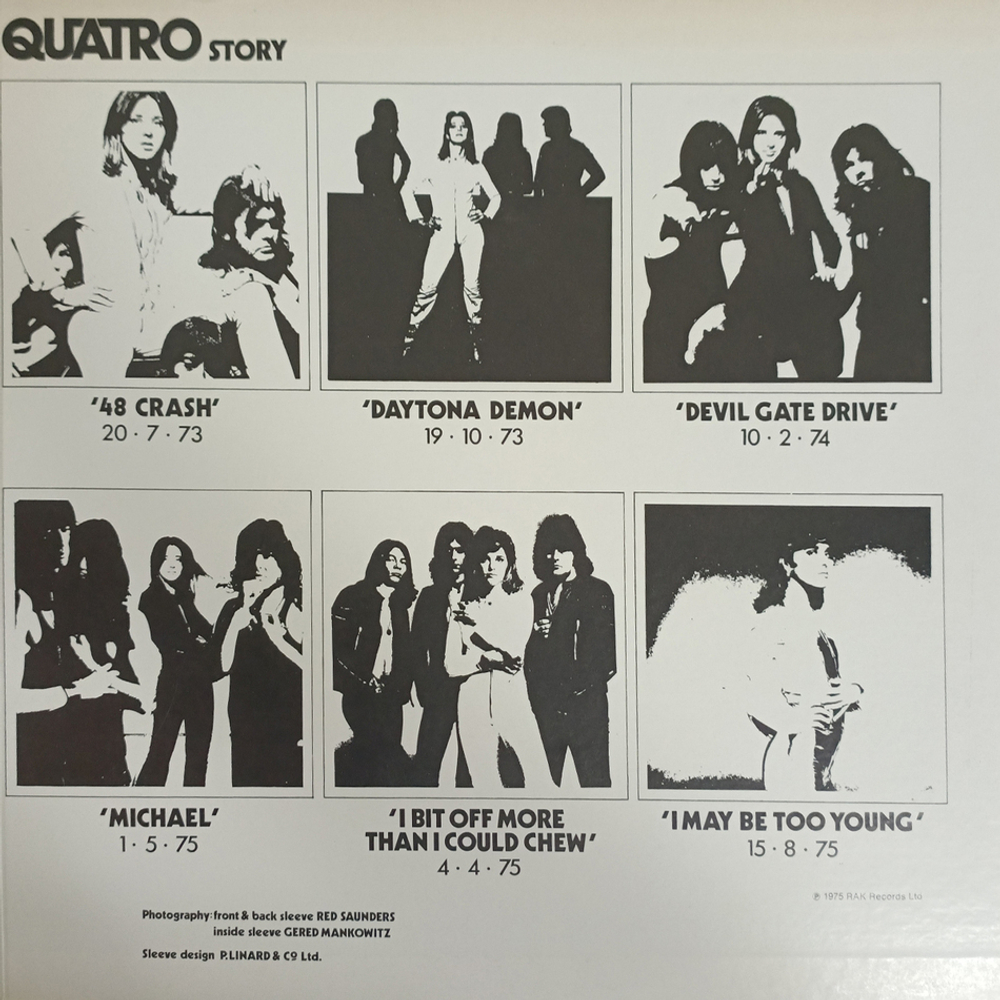 QUATRO STORY
'48 CRASH'
20 · 7 · 73
'DAYTONA DEMON'
19 · 10 · 73
'DEVIL GATE DRIVE'
10 · 2 · 74
'MICHAEL'
1 · 5 · 75
'I BIT OFF MORE
THAN I COULD CHEW'
4 · 4 · 75
'I MAY BE TOO YOUNG'
15 · 8 · 75
℗ 1975 RAK Records Ltd
Photography: front & back sleeve RED SAUNDERS
inside sleeve GERED MANKOWITZ
Sleeve design P.LINARD & Cº Ltd.